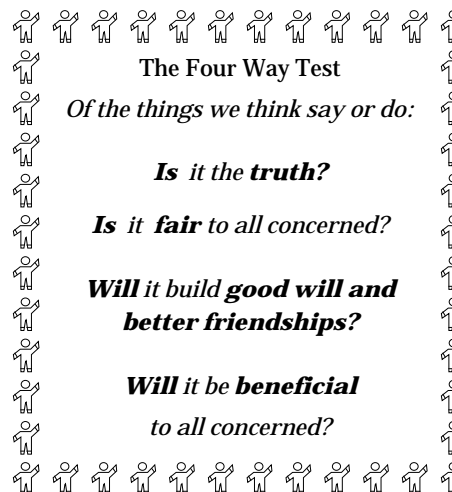 The Four Way Test
Of the things we think say or do:
Is it the truth?
Is it fair to all concerned?
Will it build good will and
better friendships?
Will it be beneficial
to all concerned?